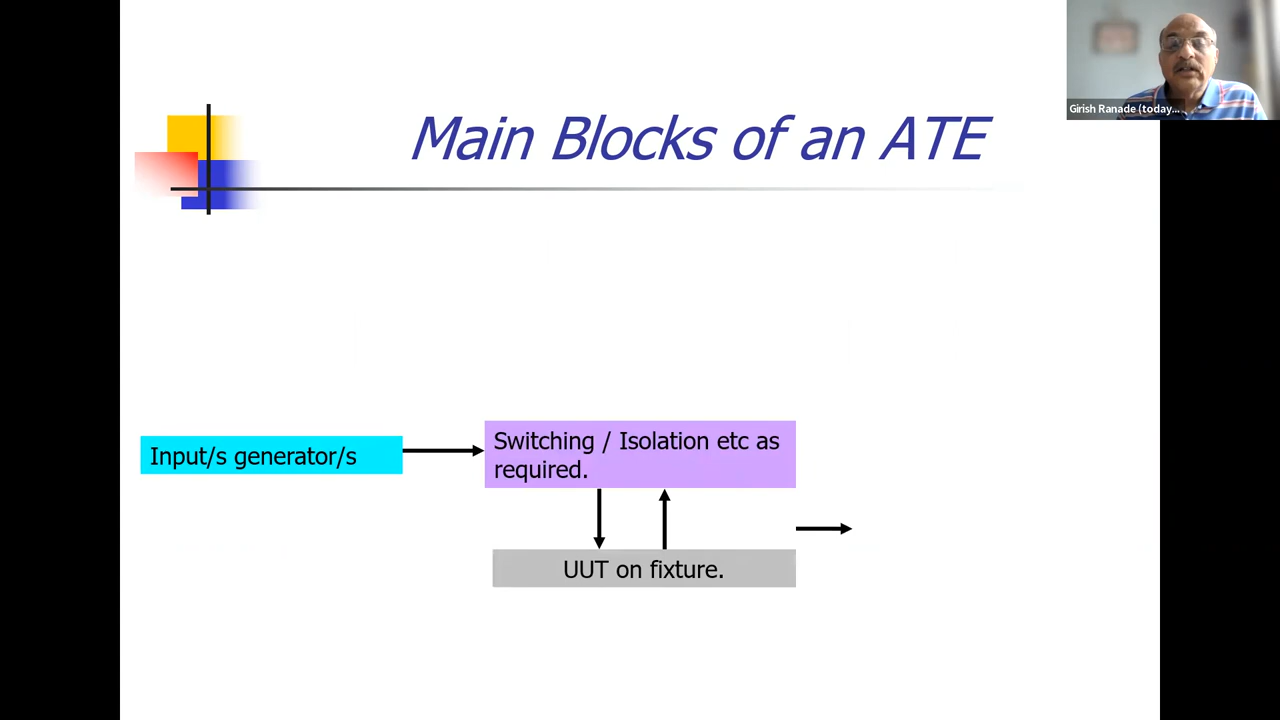 Girish Ranade (today...
Main Blocks of an ATE
Input/s generator/s
Switching / Isolation etc as
required.
UUT on fixture.